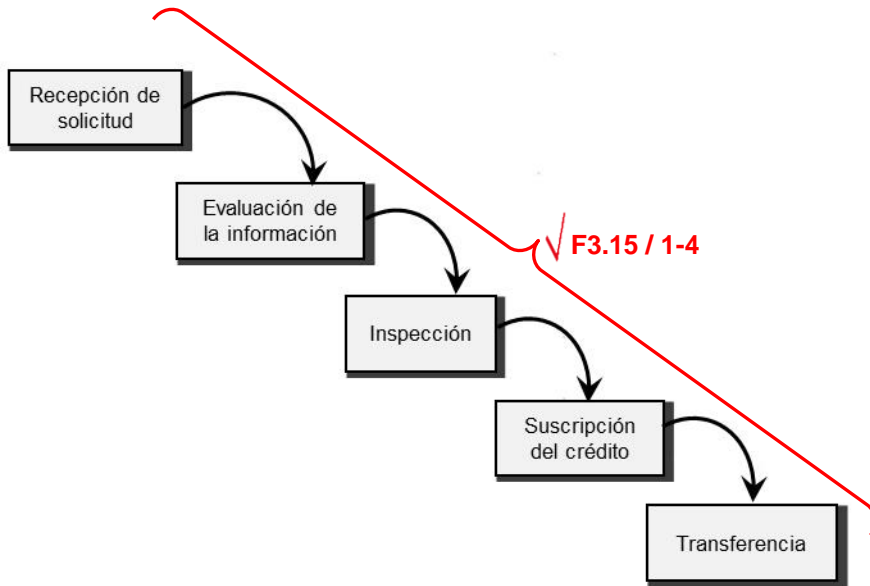 Recepción de
solicitud
Evaluación de
la información
√ F3.15 / 1-4
Inspección
Suscripción
del crédito
Transferencia